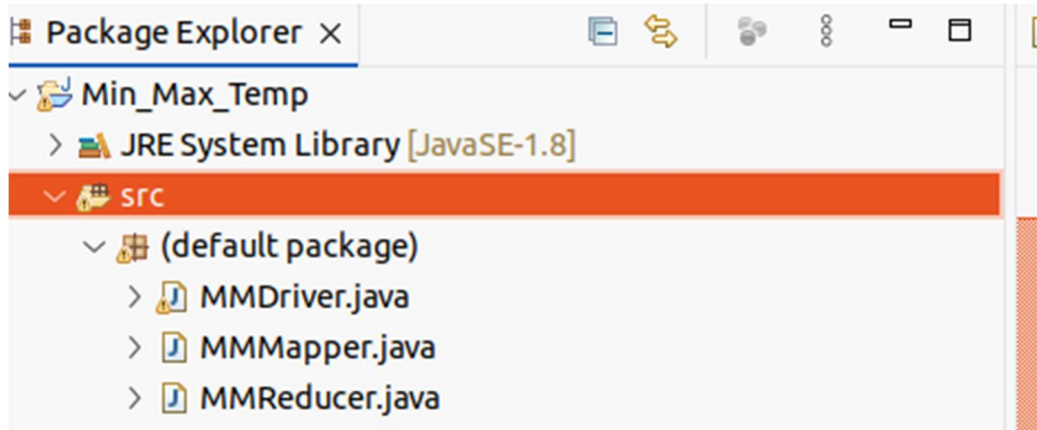 Package Explorer
Min_Max_Temp
JRE System Library [JavaSE-1.8]
src
(default package)
MMDriver.java
MMMapper.java
MMReducer.java